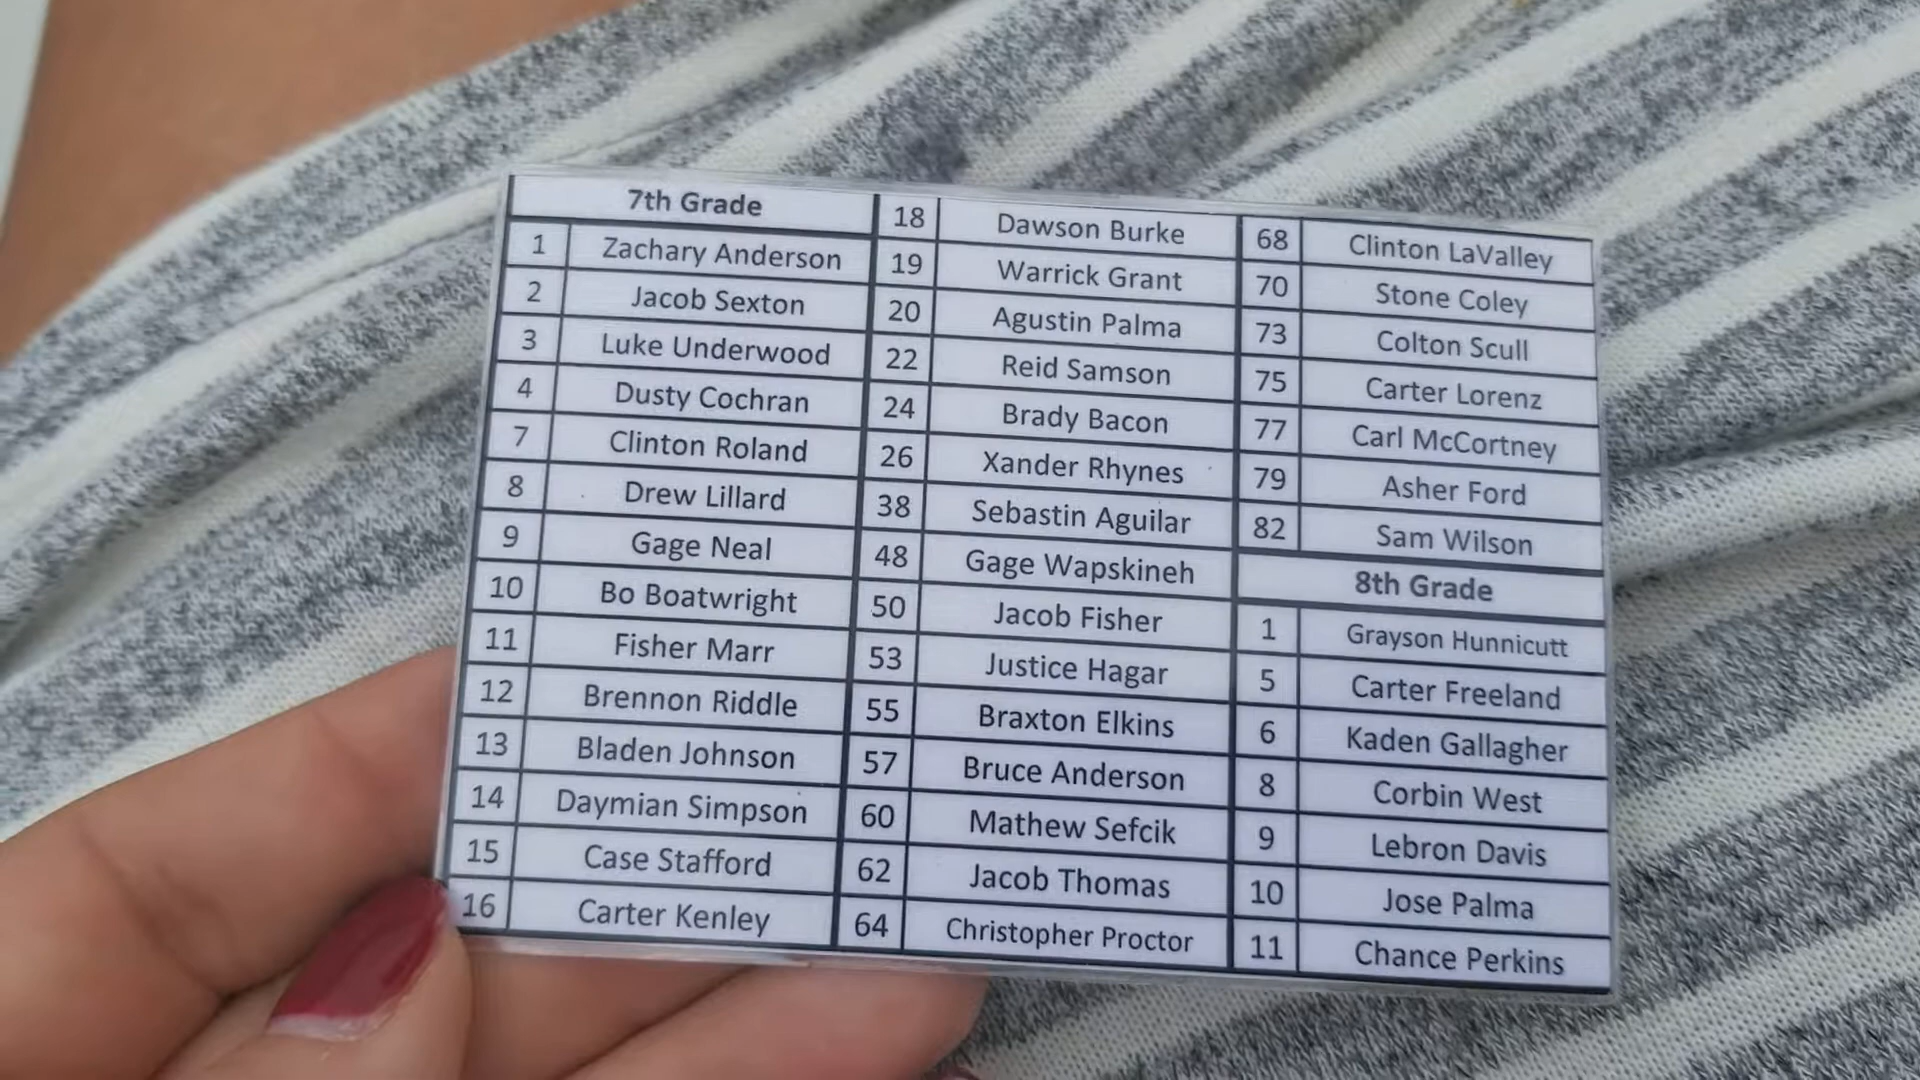 7th Grade
1 Zachary Anderson
2 Jacob Sexton
3 Luke Underwood
4 Dusty Cochran
7 Clinton Roland
8 Drew Lillard
9 Gage Neal
10 Bo Boatwright
11 Fisher Marr
12 Brennon Riddle
13 Bladen Johnson
14 Daymian Simpson
15 Case Stafford
16 Carter Kenley
18 Dawson Burke
19 Warrick Grant
20 Agustin Palma
22 Reid Samson
24 Brady Bacon
26 Xander Rhynes
38 Sebastin Aguilar
48 Gage Wapskineh
50 Jacob Fisher
53 Justice Hagar
55 Braxton Elkins
57 Bruce Anderson
60 Mathew Sefcik
62 Jacob Thomas
64 Christopher Proctor
68 Clinton LaValley
70 Stone Coley
73 Colton Scull
75 Carter Lorenz
77 Carl McCortney
79 Asher Ford
82 Sam Wilson
8th Grade
1 Grayson Hunnicutt
5 Carter Freeland
6 Kaden Gallagher
8 Corbin West
9 Lebron Davis
10 Jose Palma
11 Chance Perkins